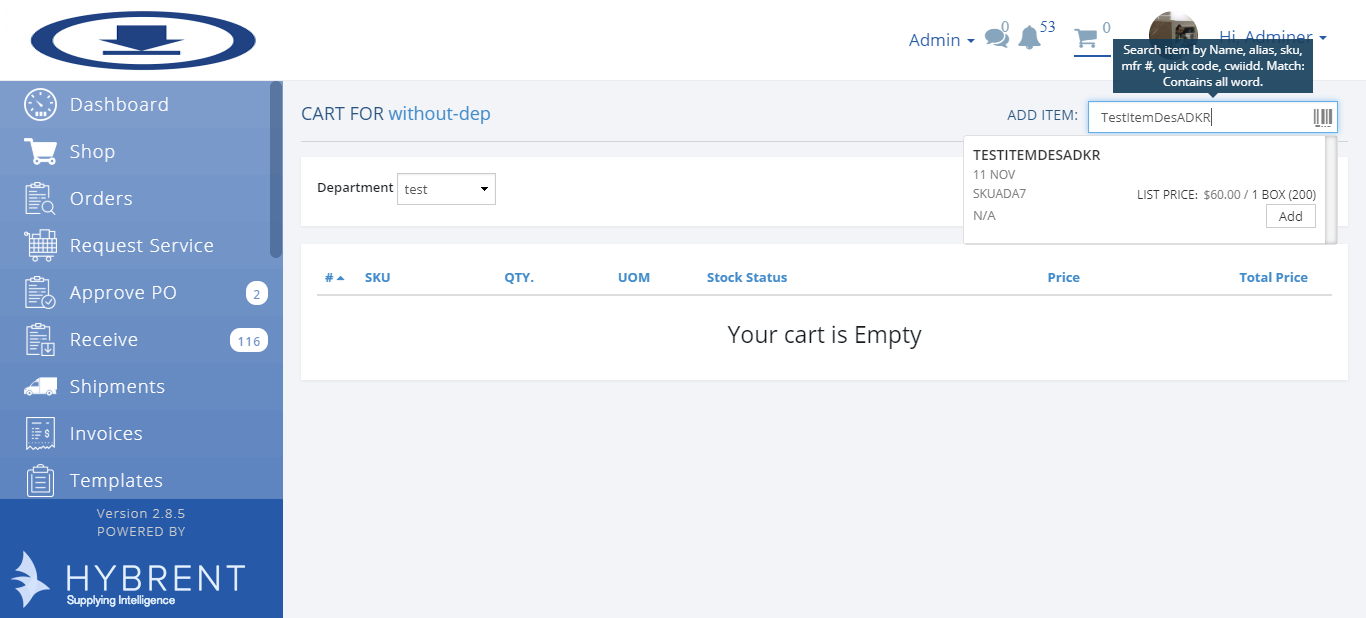 Admin
0
53
0
Hi, Adminer
Search item by Name, alias, sku,
mfr #, quick code, cwiidd. Match:
Contains all word.
Dashboard
Shop
Orders
Request Service
Approve PO 2
Receive 116
Shipments
Invoices
Templates
Version 2.8.5
POWERED BY
HYBRENT
Supplying Intelligence
CART FOR without-dep
ADD ITEM: TestItemDesADKR
TESTITEMDESADKR
11 NOV
SKUADA7 LIST PRICE: $60.00 / 1 BOX (200)
N/A Add
Department test
# SKU QTY. UOM Stock Status Price Total Price
Your cart is Empty